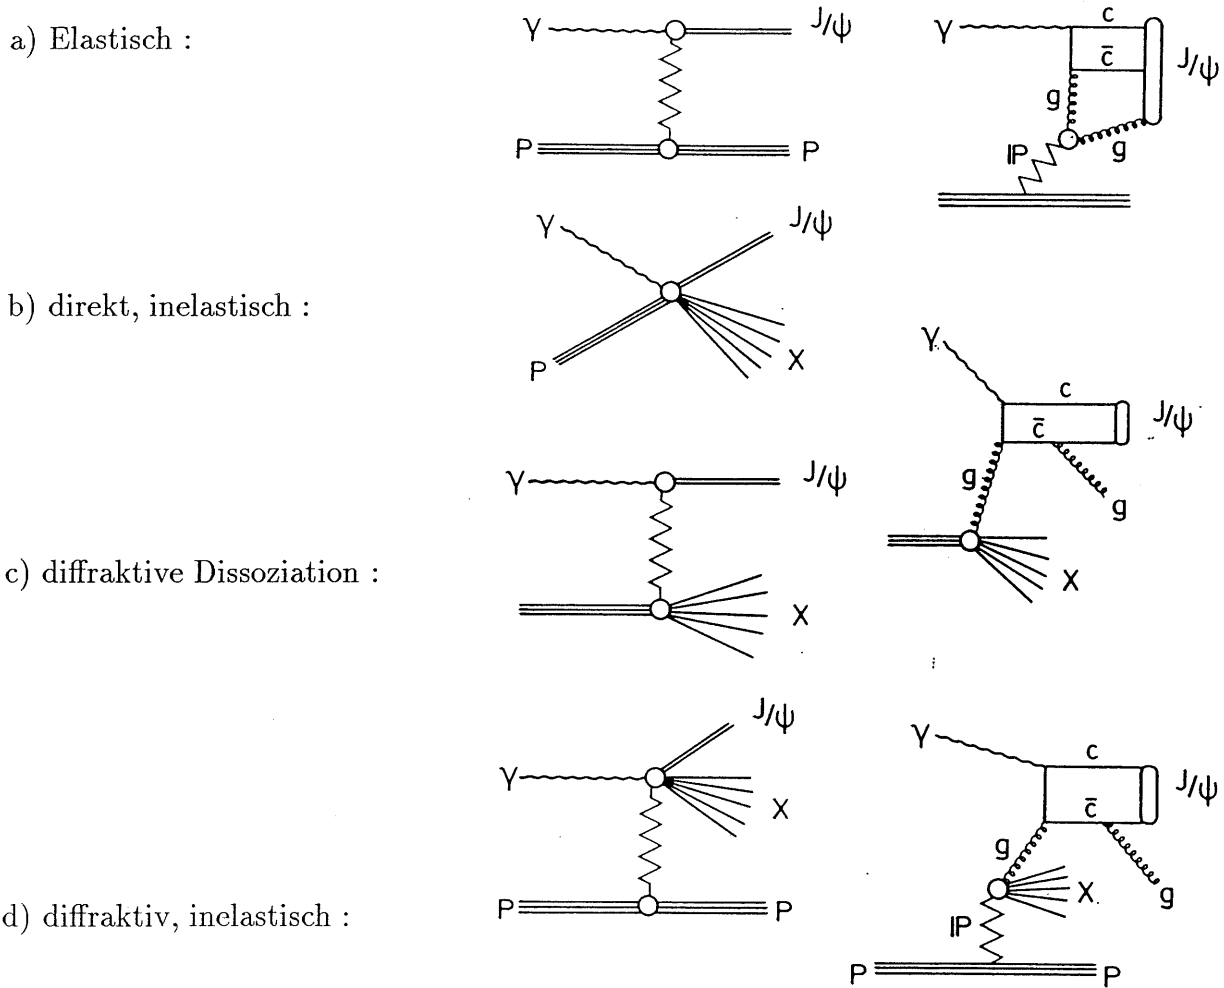 a) Elastisch :
γ J/ψ
P P
γ c c̄ J/ψ
g
IP g
b) direkt, inelastisch :
γ J/ψ
P X
γ c
c̄ J/ψ
g g
X
c) diffraktive Dissoziation :
γ J/ψ
X
d) diffraktiv, inelastisch :
γ J/ψ
X
P P
γ c
c̄ J/ψ
g g
X
IP
P P